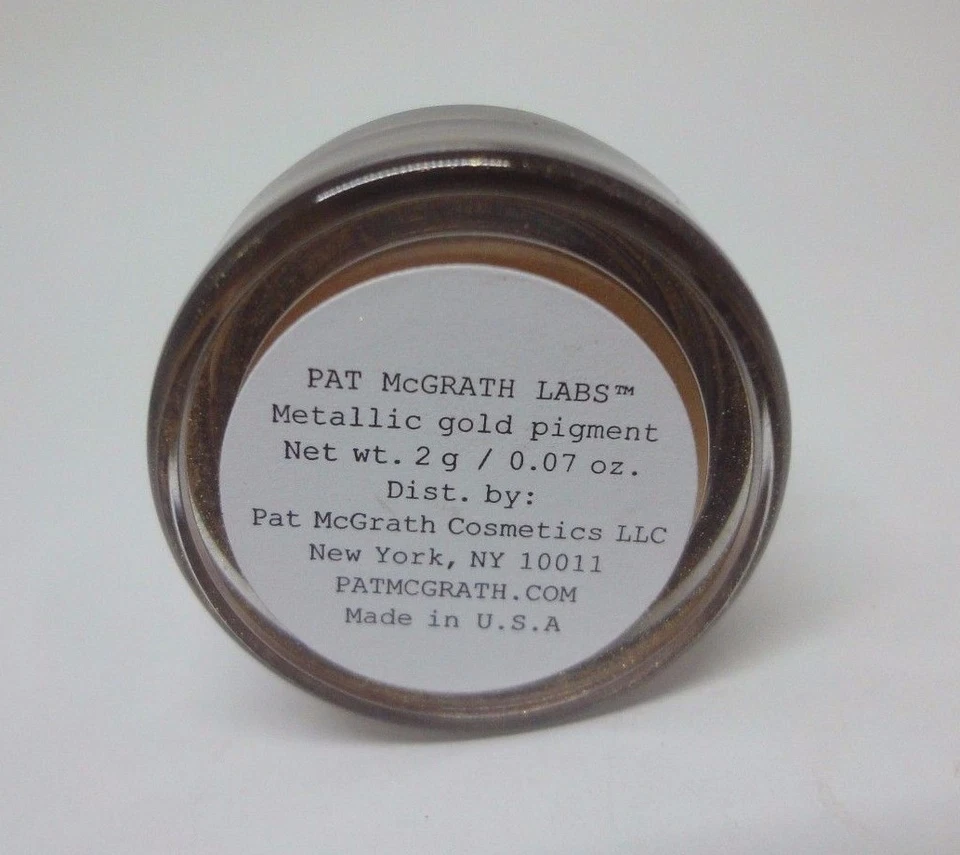 PAT McGRATH LABS™
Metallic gold pigment
Net wt. 2 g / 0.07 oz.
Dist. by:
Pat McGrath Cosmetics LLC
New York, NY 10011
PATMCGRATH.COM
Made in U.S.A